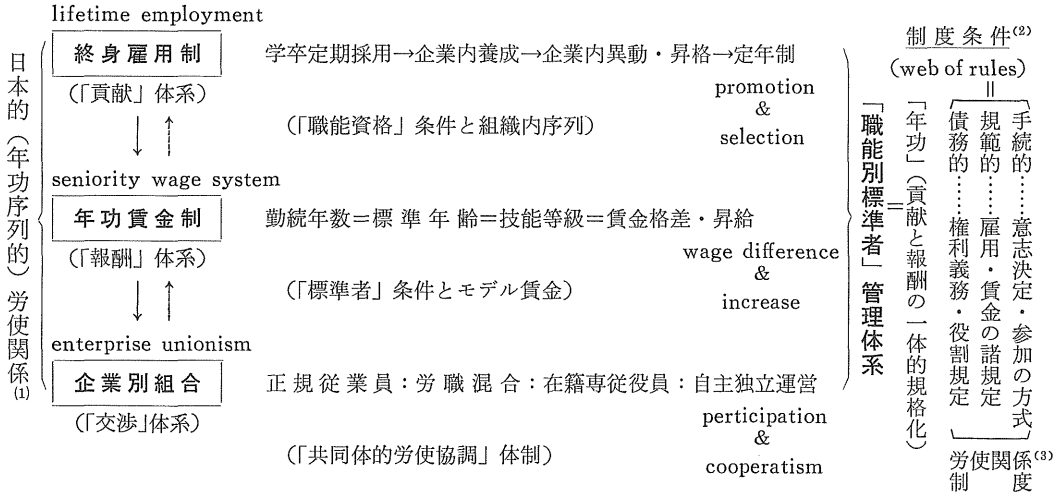 日本的（年功序列的）労使関係(1)
lifetime employment
終身雇用制
（「貢献」体系）
学卒定期採用→企業内養成→企業内異動・昇格→定年制
promotion
&
selection
（「職能資格」条件と組織内序列）
seniority wage system
年功賃金制
（「報酬」体系）
勤続年数＝標準年齢＝技能等級＝賃金格差・昇給
wage difference
&
increase
（「標準者」条件とモデル賃金）
enterprise unionism
企業別組合
（「交渉」体系）
正規従業員：労職混合：在籍専従役員：自主独立運営
perticipation
&
cooperatism
（「共同体的労使協調」体制）
「職能別標準者」管理体系
＝
「年功」（貢献と報酬の一体的規格化）
制度条件(2)
(web of rules)
＝
手続的……意志決定・参加の方式
規範的……雇用・賃金の諸規定
債務的……権利義務・役割規定
労使関係(3)
制度